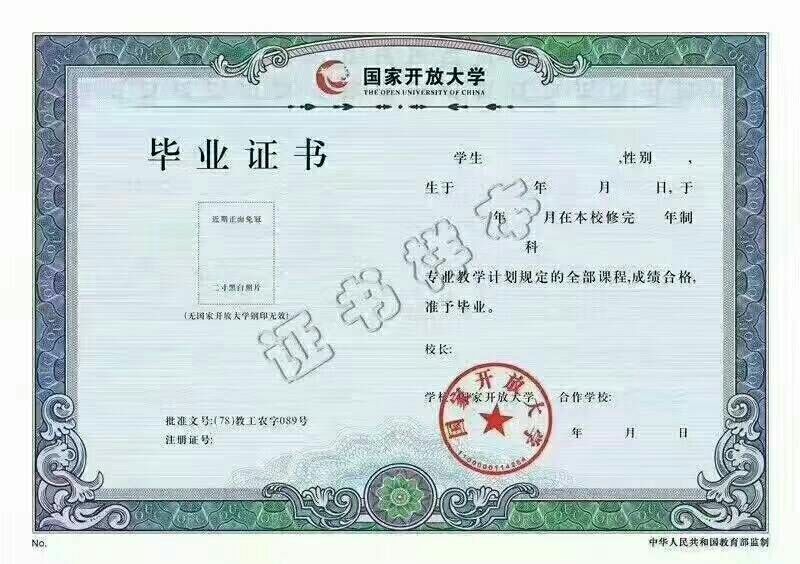 国家开放大学
THE OPEN UNIVERSITY OF CHINA
毕业证书
近期正面免冠
二寸黑白照片
(无国家开放大学钢印无效)
批准文号:(78)教工农字089号
注册证号:
学生 ,性别 ,
生于 年 月 日,于
年 月在本校修完 年制
科
专业教学计划规定的全部课程,成绩合格,
准予毕业。
校长:
学校:国家开放大学 合作学校:
年 月 日
国家开放大学
证书样本
No.
中华人民共和国教育部监制